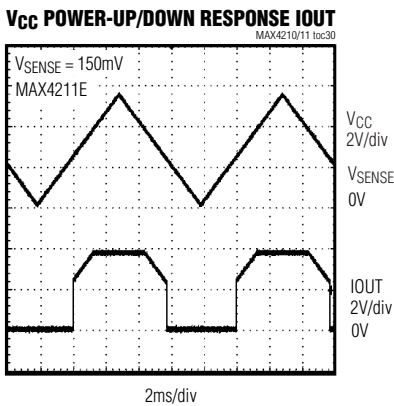 VCC POWER-UP/DOWN RESPONSE IOUT
MAX4210/11 toc30
VSENSE = 150mV
MAX4211E
VCC
2V/div
VSENSE
0V
IOUT
2V/div
0V
2ms/div